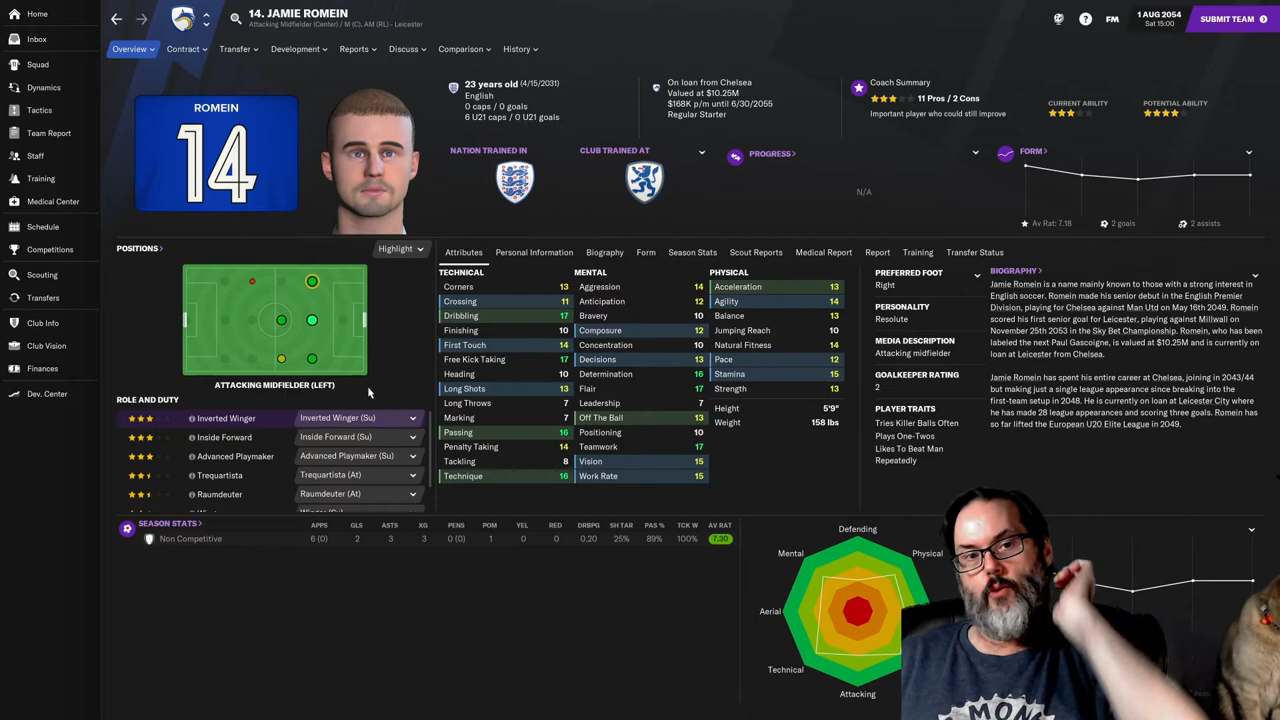 Home
Inbox
Squad
Dynamics
Tactics
Team Report
Staff
Training
Medical Center
Schedule
Competitions
Scouting
Transfers
Club Info
Club Vision
Finances
Dev. Center
14. JAMIE ROMEIN
Attacking Midfielder (Center) / M (C), AM (RL) - Leicester
FM
1 AUG 2054
Sat 15:00
SUBMIT TEAM
Overview
Contract
Transfer
Development
Reports
Discuss
Comparison
History
ROMEIN
14
23 years old (4/15/2031)
English
0 caps / 0 goals
6 U21 caps / 0 U21 goals
On loan from Chelsea
Valued at $10.25M
$168K p/m until 6/30/2055
Regular Starter
Coach Summary
11 Pros / 2 Cons
Important player who could still improve
CURRENT ABILITY
POTENTIAL ABILITY
NATION TRAINED IN
CLUB TRAINED AT
PROGRESS
N/A
FORM
Av Rat: 7.18
2 goals
2 assists
POSITIONS
Highlight
ATTACKING MIDFIELDER (LEFT)
ROLE AND DUTY
Inverted Winger Inverted Winger (Su)
Inside Forward Inside Forward (Su)
Advanced Playmaker Advanced Playmaker (Su)
Trequartista Trequartista (At)
Raumdeuter Raumdeuter (At)
Attributes
Personal Information
Biography
Form
Season Stats
Scout Reports
Medical Report
Report
Training
Transfer Status
TECHNICAL
Corners 13
Crossing 11
Dribbling 17
Finishing 10
First Touch 14
Free Kick Taking 17
Heading 10
Long Shots 13
Long Throws 7
Marking 7
Passing 16
Penalty Taking 14
Tackling 8
Technique 16
MENTAL
Aggression 14
Anticipation 12
Bravery 10
Composure 12
Concentration 10
Decisions 13
Determination 16
Flair 17
Leadership 7
Off The Ball 13
Positioning 10
Teamwork 17
Vision 15
Work Rate 15
PHYSICAL
Acceleration 13
Agility 14
Balance 13
Jumping Reach 10
Natural Fitness 14
Pace 12
Stamina 15
Strength 13
Height 5'9"
Weight 158 lbs
PREFERRED FOOT
Right
PERSONALITY
Resolute
MEDIA DESCRIPTION
Attacking midfielder
GOALKEEPER RATING
2
PLAYER TRAITS
Tries Killer Balls Often
Plays One-Twos
Likes To Beat Man
Repeatedly
BIOGRAPHY
Jamie Romein is a name mainly known to those with a strong interest in
English soccer. Romein made his senior debut in the English Premier
Division, playing for Chelsea against Man Utd on May 16th 2049. Romein
scored his first senior goal for Leicester, playing against Millwall on
November 25th 2053 in the Sky Bet Championship. Romein, who has been
labeled the next Paul Gascoigne, is valued at $10.25M and is currently on
loan at Leicester from Chelsea.
Jamie Romein has spent his entire career at Chelsea, joining in 2043/44
but making just a single league appearance since breaking into the
first-team setup in 2048. He is currently on loan at Leicester City
where he has 28 league appearances and scoring three goals. Romein has
so far lifted the European U20 Elite League in 2049.
SEASON STATS
APPS GLS ASTS XG PENS POM YEL RED DRBPG SH TAR PAS % TCK W AV RAT
Non Competitive 6 (0) 2 3 3 0 (0) 1 0 0 0.20 25% 89% 100% 7.30
Defending
Mental
Physical
Aerial
Technical
Attacking